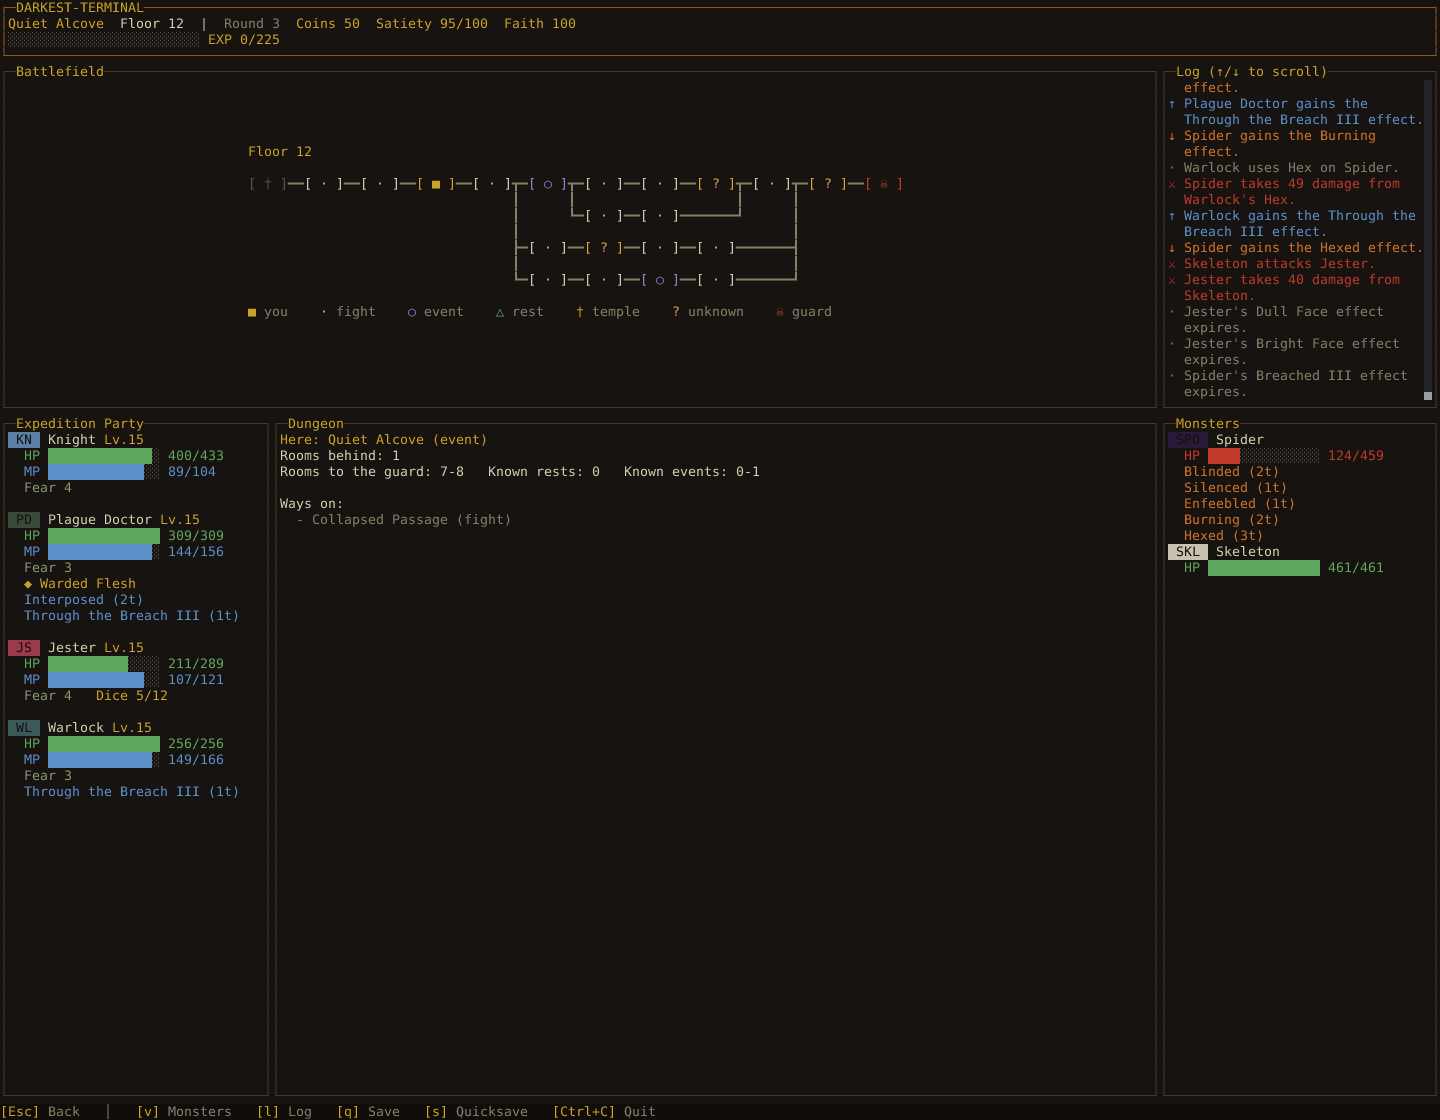 DARKEST-TERMINAL
Quiet Alcove  Floor 12  |  Round 3  Coins 50  Satiety 95/100  Faith 100
EXP 0/225
Battlefield
Floor 12
[ † ]──[ · ]──[ · ]──[ ■ ]──[ · ]┬─[ ○ ]┬─[ · ]──[ · ]──[ ? ]┬─[ · ]┬─[ ? ]──[ ☠ ]
└─[ · ]──[ · ]────────┘
├─[ · ]──[ ? ]──[ · ]──[ · ]────────┤
└─[ · ]──[ · ]──[ ○ ]──[ · ]────────┘
■ you    · fight    ○ event    △ rest    † temple    ? unknown    ☠ guard
Log (↑/↓ to scroll)
effect.
↑ Plague Doctor gains the
Through the Breach III effect.
↓ Spider gains the Burning
effect.
· Warlock uses Hex on Spider.
⚔ Spider takes 49 damage from
Warlock's Hex.
↑ Warlock gains the Through the
Breach III effect.
↓ Spider gains the Hexed effect.
⚔ Skeleton attacks Jester.
⚔ Jester takes 40 damage from
Skeleton.
· Jester's Dull Face effect
expires.
· Jester's Bright Face effect
expires.
· Spider's Breached III effect
expires.
Expedition Party
KN Knight Lv.15
HP 400/433
MP 89/104
Fear 4
PD Plague Doctor Lv.15
HP 309/309
MP 144/156
Fear 3
◆ Warded Flesh
Interposed (2t)
Through the Breach III (1t)
JS Jester Lv.15
HP 211/289
MP 107/121
Fear 4   Dice 5/12
WL Warlock Lv.15
HP 256/256
MP 149/166
Fear 3
Through the Breach III (1t)
Dungeon
Here: Quiet Alcove (event)
Rooms behind: 1
Rooms to the guard: 7-8   Known rests: 0   Known events: 0-1
Ways on:
- Collapsed Passage (fight)
Monsters
SPD Spider
HP 124/459
Blinded (2t)
Silenced (1t)
Enfeebled (1t)
Burning (2t)
Hexed (3t)
SKL Skeleton
HP 461/461
[Esc] Back   │   [v] Monsters   [l] Log   [q] Save   [s] Quicksave   [Ctrl+C] Quit